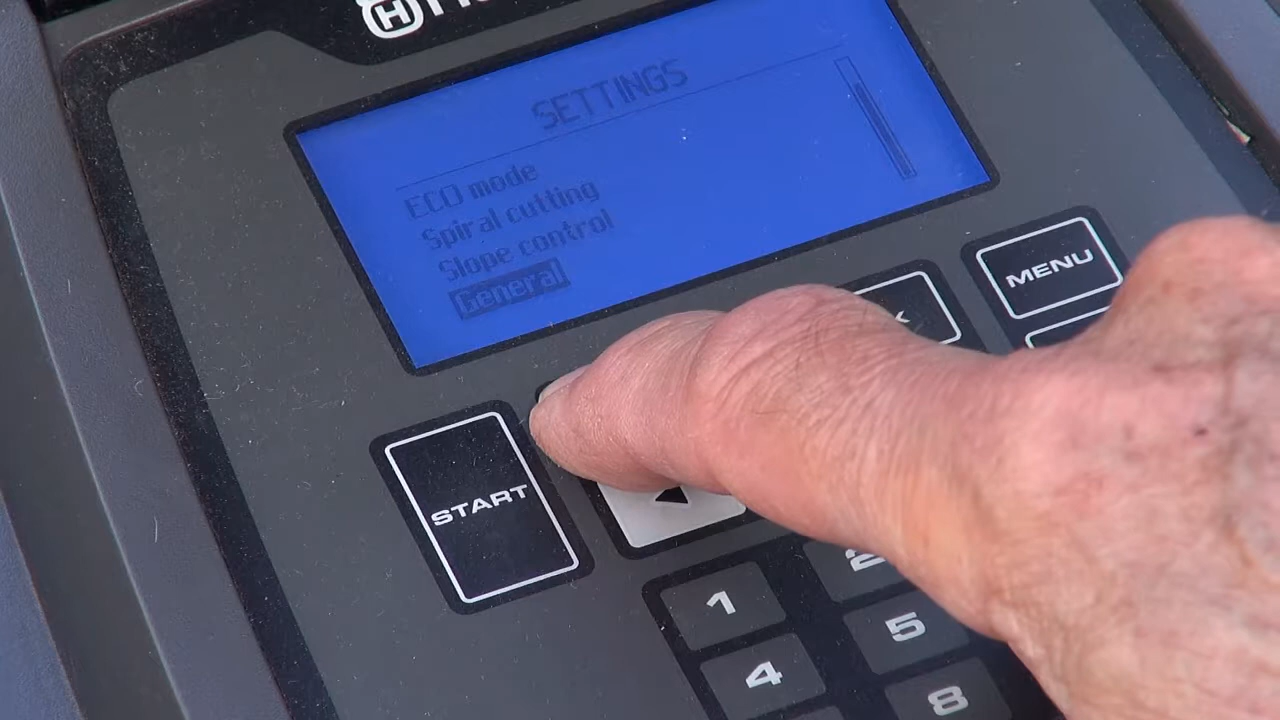 SETTINGS
ECO mode
Spiral cutting
Slope control
General
MENU
START
1
2
4
5
8